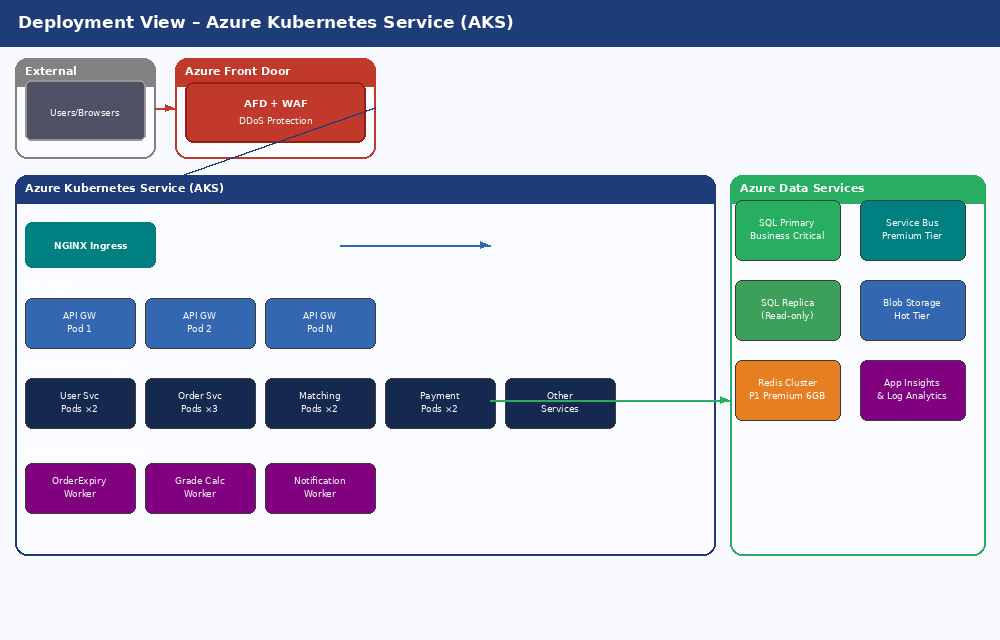 Deployment View – Azure Kubernetes Service (AKS)
External
Users/Browsers
Azure Front Door
AFD + WAF
DDoS Protection
Azure Kubernetes Service (AKS)
NGINX Ingress
API GW
Pod 1
API GW
Pod 2
API GW
Pod N
User Svc
Pods ×2
Order Svc
Pods ×3
Matching
Pods ×2
Payment
Pods ×2
Other
Services
OrderExpiry
Worker
Grade Calc
Worker
Notification
Worker
Azure Data Services
SQL Primary
Business Critical
Service Bus
Premium Tier
SQL Replica
(Read-only)
Blob Storage
Hot Tier
Redis Cluster
P1 Premium 6GB
App Insights
& Log Analytics